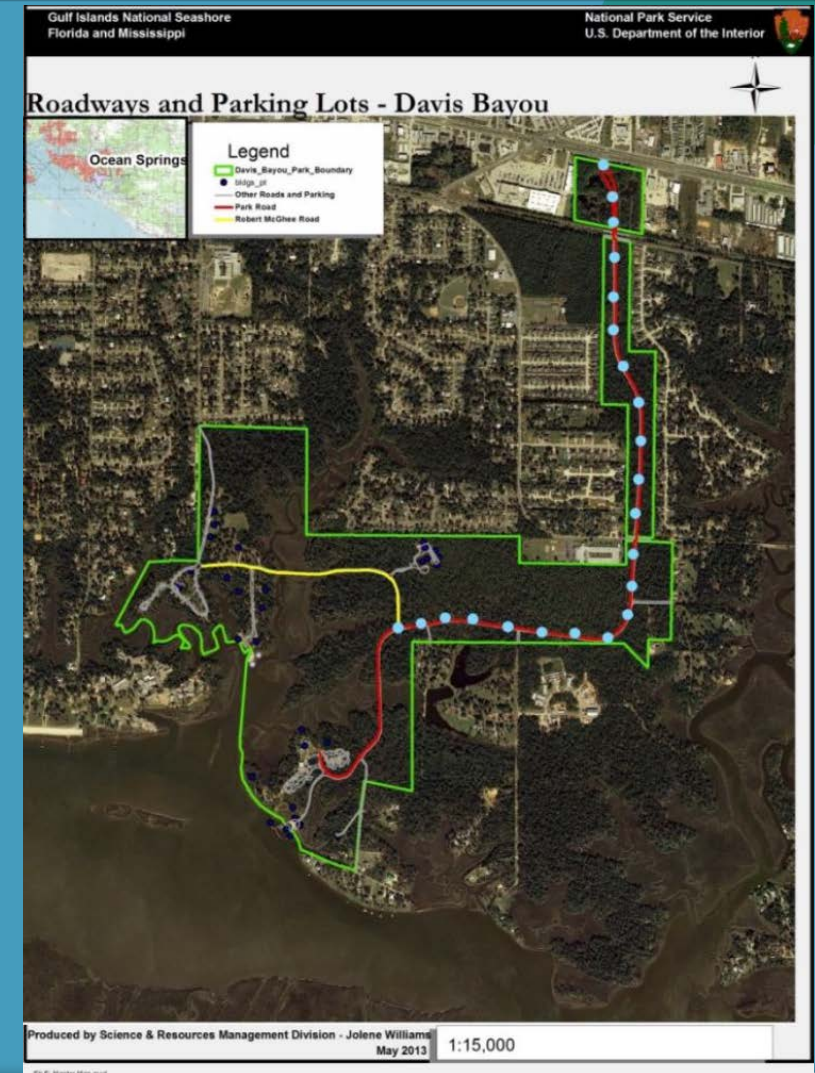 Gulf Islands National Seashore
Florida and Mississippi
National Park Service
U.S. Department of the Interior
Roadways and Parking Lots - Davis Bayou
Ocean Springs
Legend
Davis_Bayou_Park_Boundary
bldgs_pt
Other Roads and Parking
Park Road
Robert McGhee Road
Produced by Science & Resources Management Division - Jolene Williams
May 2013
1:15,000